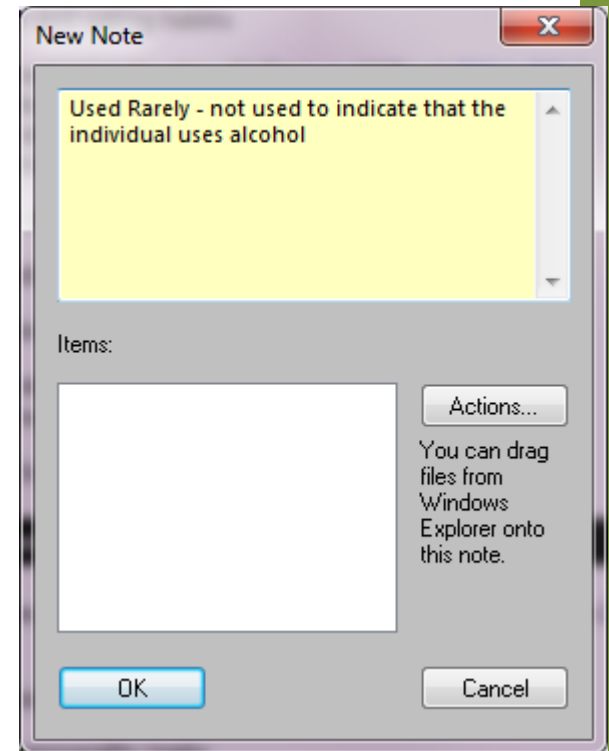 New Note
Used Rarely - not used to indicate that the
individual uses alcohol
Items:
Actions...
You can drag
files from
Windows
Explorer onto
this note.
OK
Cancel